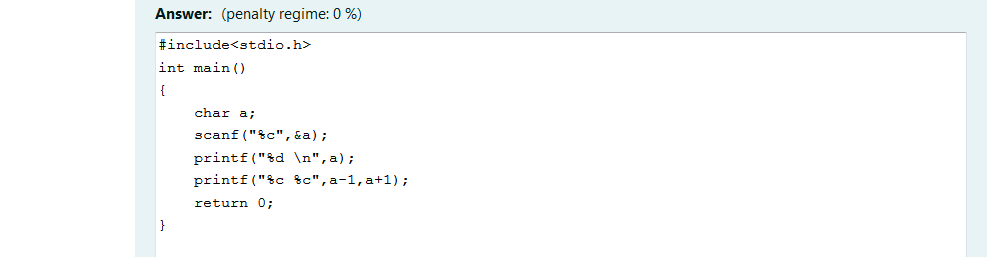 Answer: (penalty regime: 0 %)
#include<stdio.h>
int main()
{
    char a;
    scanf("%c",&a);
    printf("%d \n",a);
    printf("%c %c",a-1,a+1);
    return 0;
}